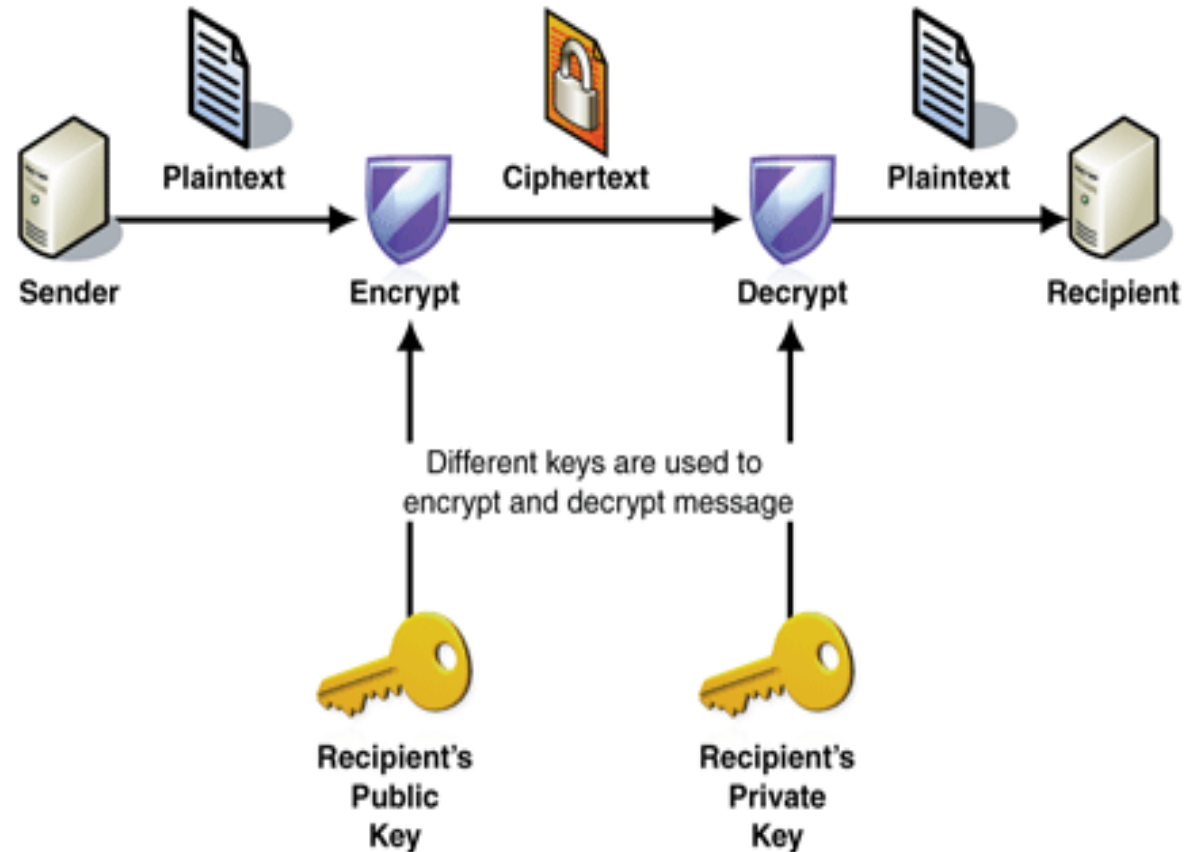 Plaintext
Ciphertext
Plaintext
Sender
Encrypt
Decrypt
Recipient
Different keys are used to
encrypt and decrypt message
Recipient's
Public
Key
Recipient's
Private
Key